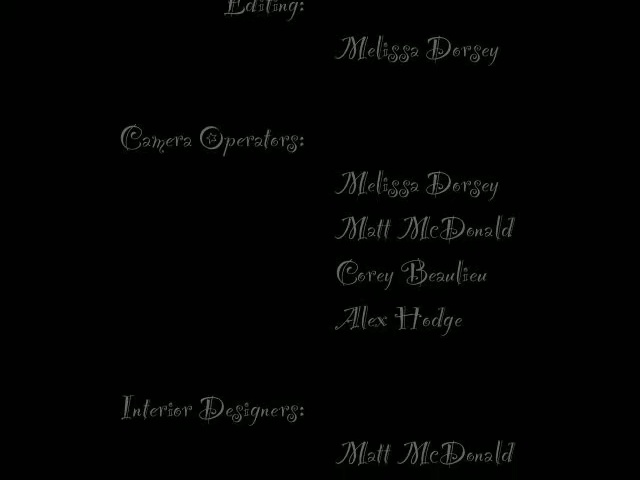 Editing:
Melissa Dorsey
Camera Operators:
Melissa Dorsey
Matt McDonald
Corey Beaulieu
Alex Hodge
Interior Designers:
Matt McDonald